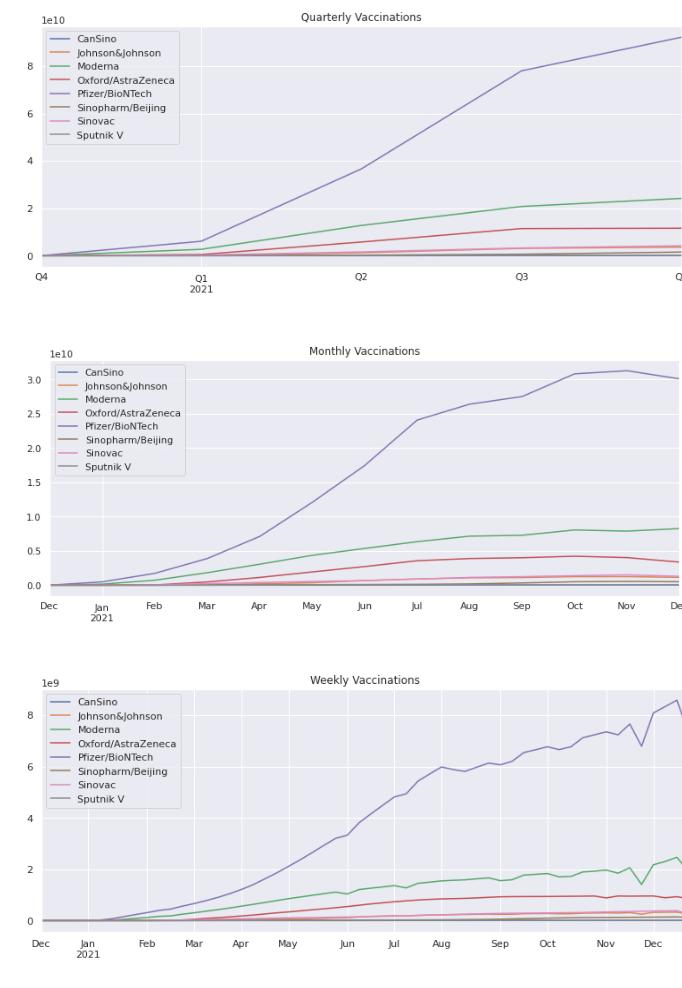 Quarterly Vaccinations
1e10
CanSino
Johnson&Johnson
Moderna
Oxford/AstraZeneca
Pfizer/BioNTech
Sinopharm/Beijing
Sinovac
Sputnik V
8
6
4
2
0
Q4 Q1 Q2 Q3 Q
2021
Monthly Vaccinations
1e10
CanSino
Johnson&Johnson
Moderna
Oxford/AstraZeneca
Pfizer/BioNTech
Sinopharm/Beijing
Sinovac
Sputnik V
3.0
2.5
2.0
1.5
1.0
0.5
0.0
Dec Jan Feb Mar Apr May Jun Jul Aug Sep Oct Nov De
2021
Weekly Vaccinations
1e9
CanSino
Johnson&Johnson
Moderna
Oxford/AstraZeneca
Pfizer/BioNTech
Sinopharm/Beijing
Sinovac
Sputnik V
8
6
4
2
0
Dec Jan Feb Mar Apr May Jun Jul Aug Sep Oct Nov Dec
2021